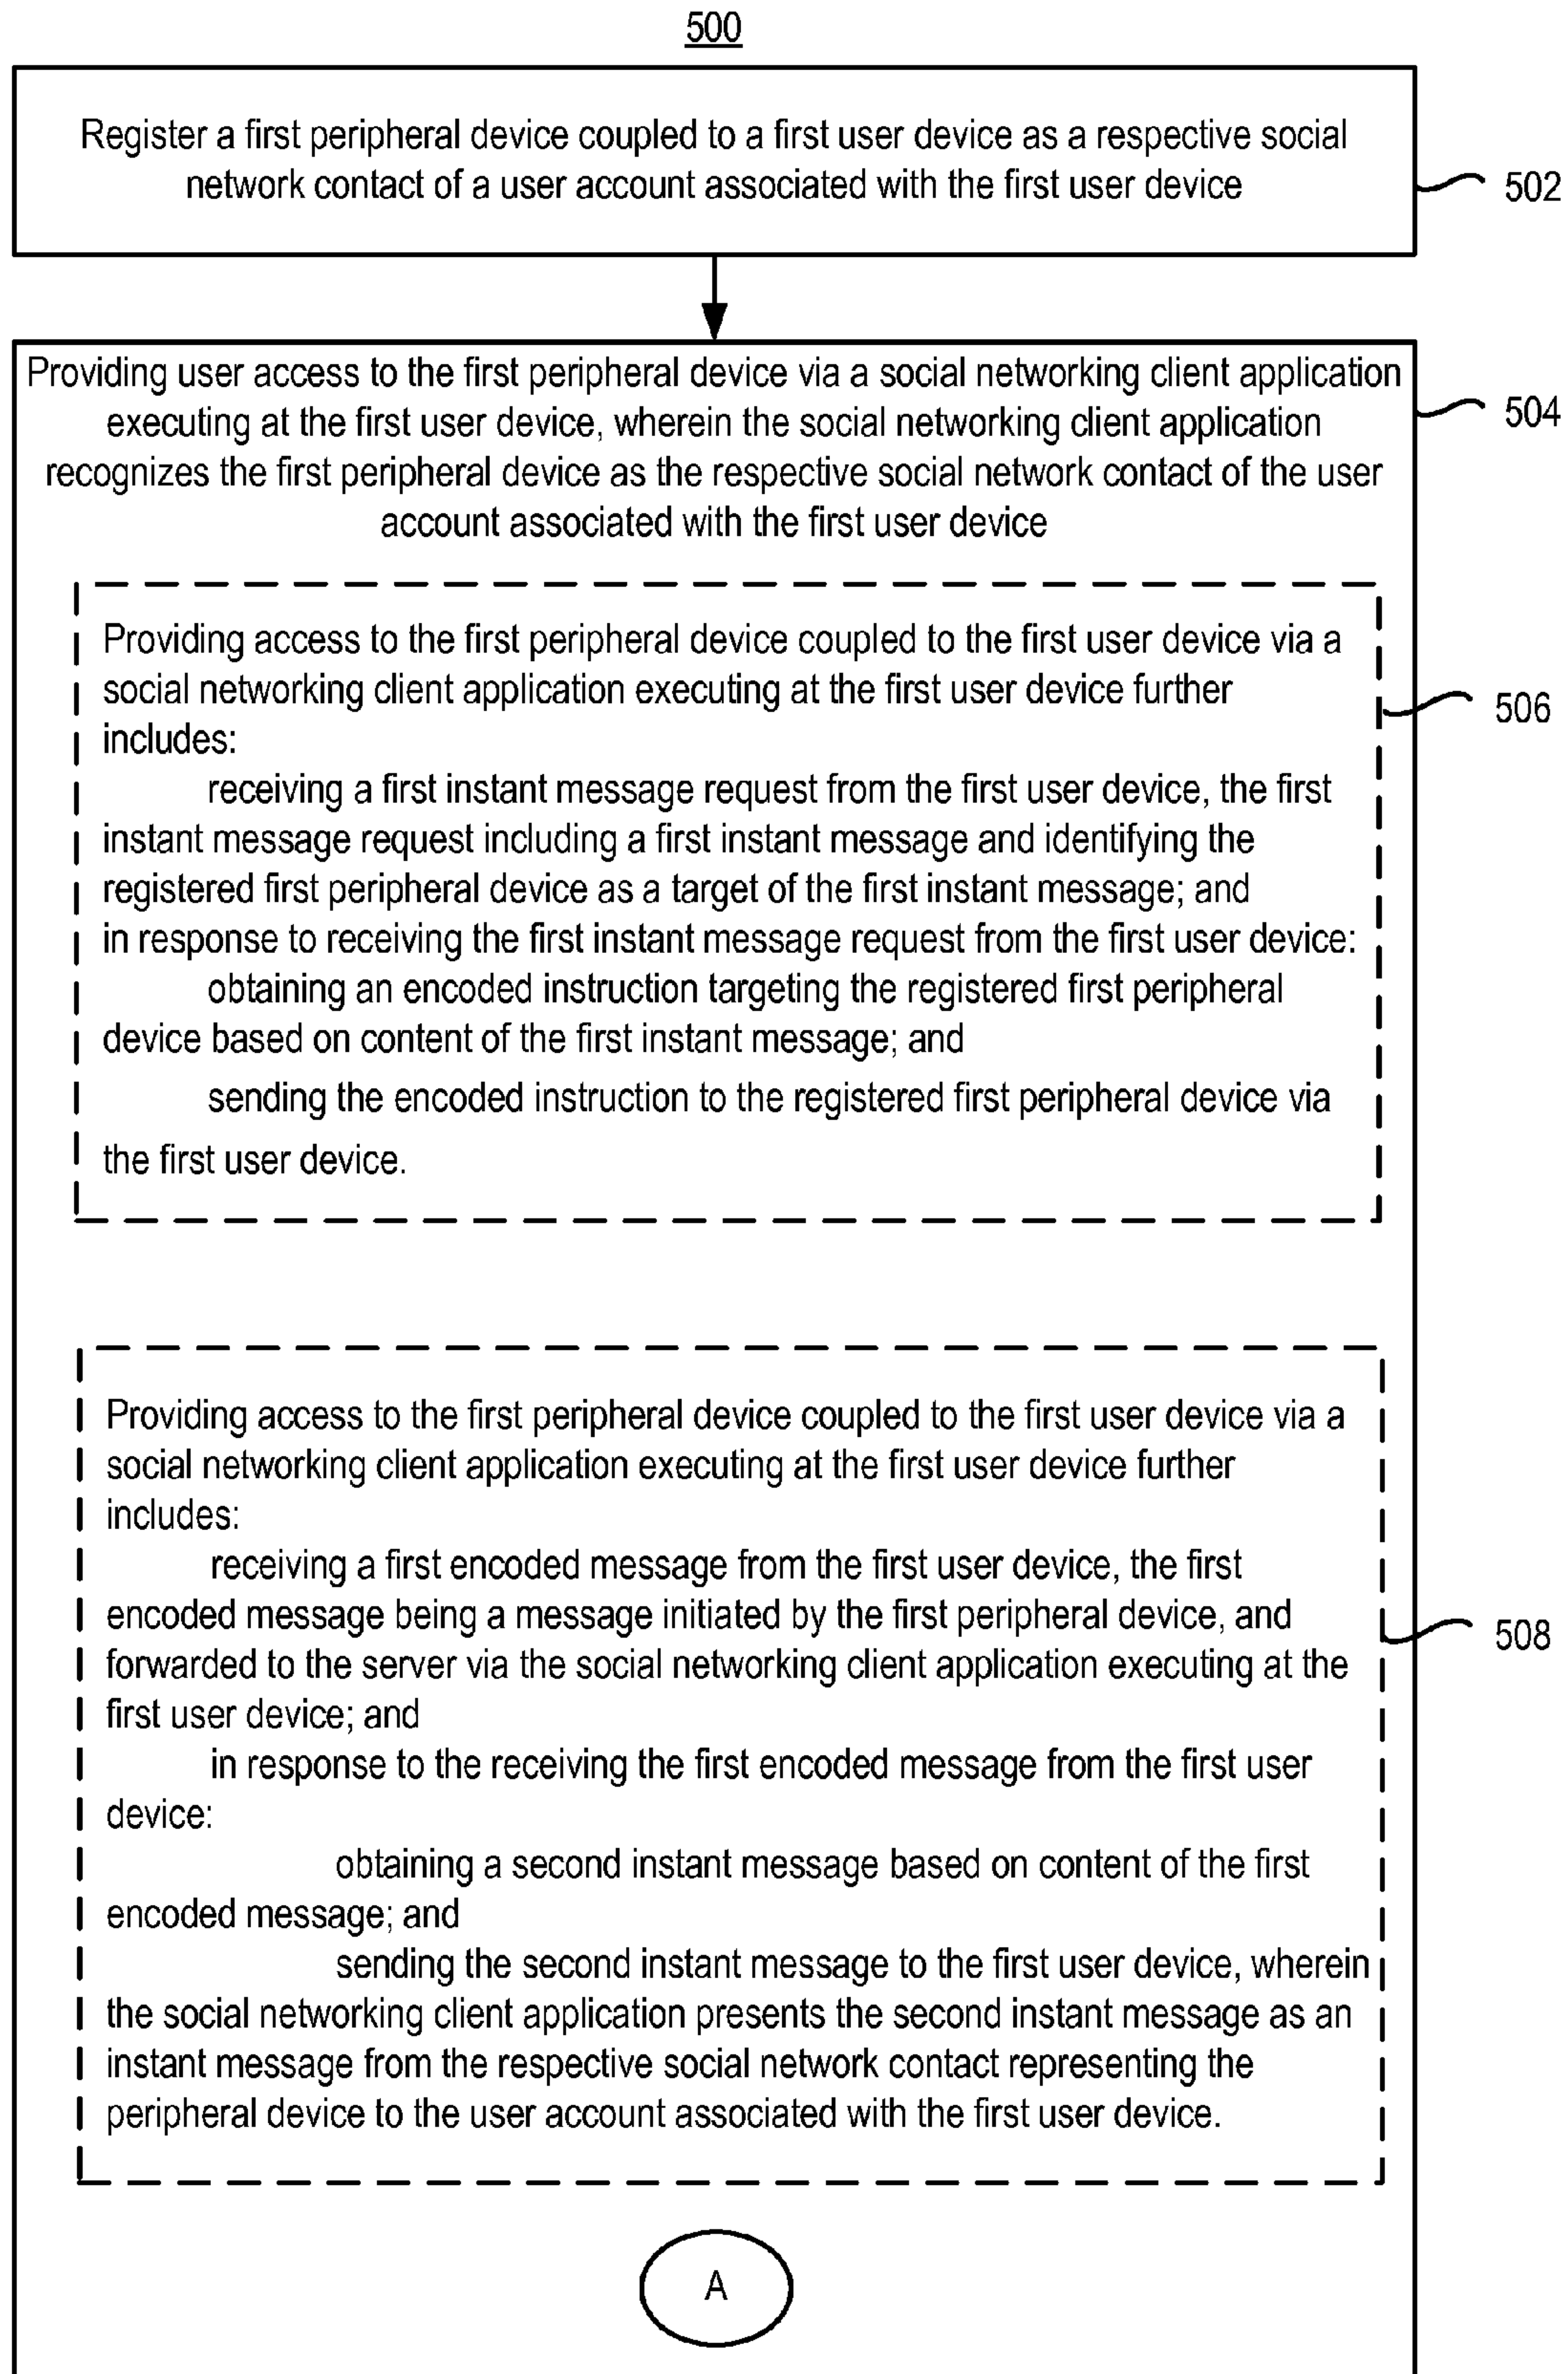 500
Register a first peripheral device coupled to a first user device as a respective social
network contact of a user account associated with the first user device
502
Providing user access to the first peripheral device via a social networking client application
executing at the first user device, wherein the social networking client application
recognizes the first peripheral device as the respective social network contact of the user
account associated with the first user device
504
Providing access to the first peripheral device coupled to the first user device via a
social networking client application executing at the first user device further
includes:
receiving a first instant message request from the first user device, the first
instant message request including a first instant message and identifying the
registered first peripheral device as a target of the first instant message; and
in response to receiving the first instant message request from the first user device:
obtaining an encoded instruction targeting the registered first peripheral
device based on content of the first instant message; and
sending the encoded instruction to the registered first peripheral device via
the first user device.
506
Providing access to the first peripheral device coupled to the first user device via a
social networking client application executing at the first user device further
includes:
receiving a first encoded message from the first user device, the first
encoded message being a message initiated by the first peripheral device, and
forwarded to the server via the social networking client application executing at the
first user device; and
in response to the receiving the first encoded message from the first user
device:
obtaining a second instant message based on content of the first
encoded message; and
sending the second instant message to the first user device, wherein
the social networking client application presents the second instant message as an
instant message from the respective social network contact representing the
peripheral device to the user account associated with the first user device.
508
A